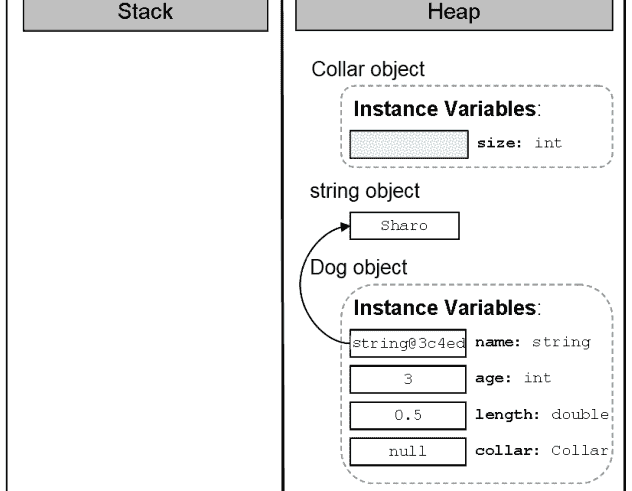 Stack
Heap
Collar object
Instance Variables:
size: int
string object
Sharo
Dog object
Instance Variables:
string@3c4ed name: string
3 age: int
0.5 length: double
null collar: Collar